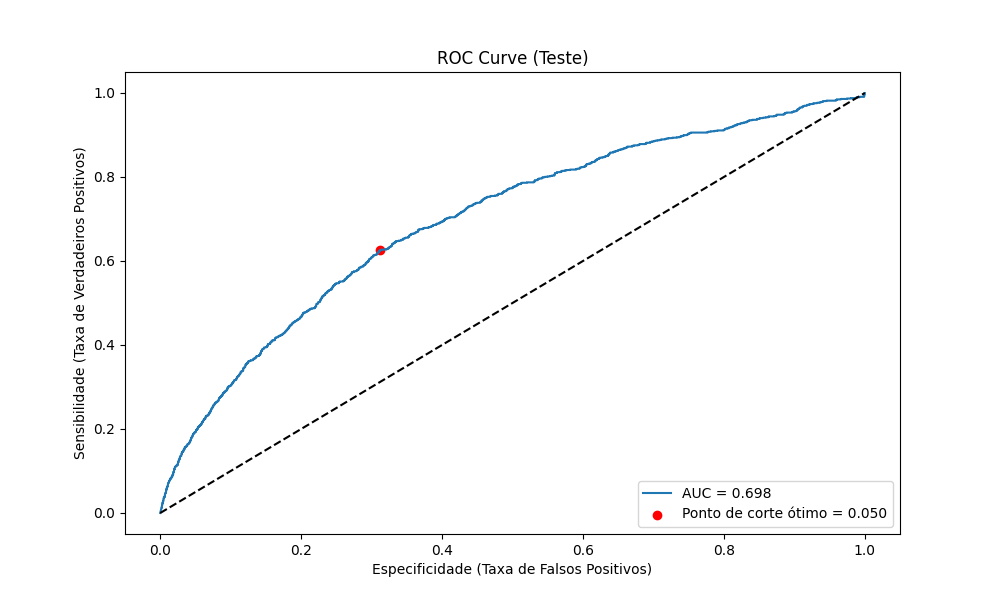 ROC Curve (Teste)
Sensibilidade (Taxa de Verdadeiros Positivos)
1.0
0.8
0.6
0.4
0.2
0.0
AUC = 0.698
Ponto de corte ótimo = 0.050
0.0 0.2 0.4 0.6 0.8 1.0
Especificidade (Taxa de Falsos Positivos)